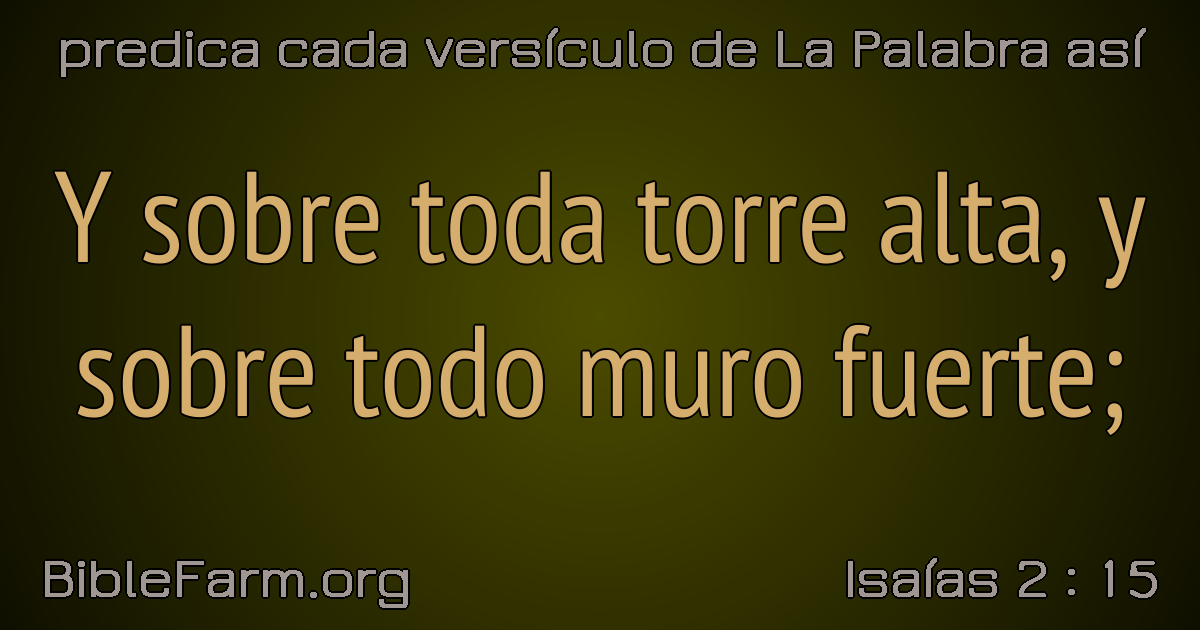 predica cada versículo de La Palabra así
Y sobre toda torre alta, y
sobre todo muro fuerte;
BibleFarm.org
Isaías 2 : 15